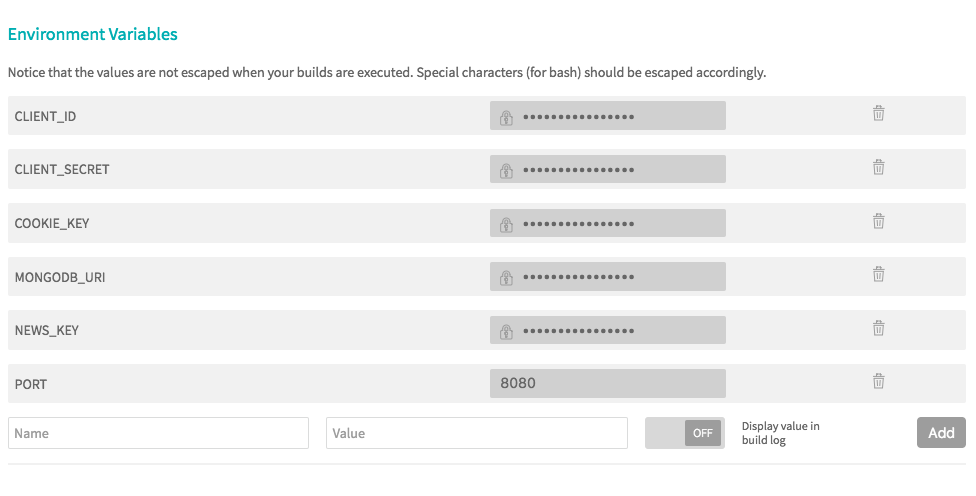 Environment Variables
Notice that the values are not escaped when your builds are executed. Special characters (for bash) should be escaped accordingly.
CLIENT_ID ••••••••••••••••
CLIENT_SECRET ••••••••••••••••
COOKIE_KEY ••••••••••••••••
MONGODB_URI ••••••••••••••••
NEWS_KEY ••••••••••••••••
PORT 8080
Name Value OFF Display value in
build log Add